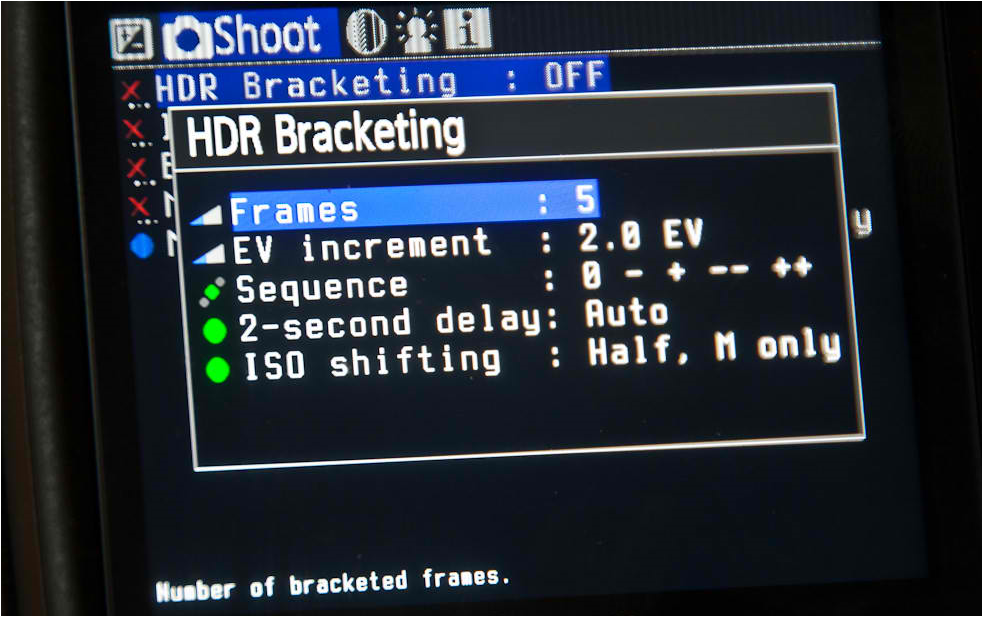 Shoot
HDR Bracketing : OFF
HDR Bracketing
Frames : 5
EV increment : 2.0 EV
Sequence : 0 - + -- ++
2-second delay: Auto
ISO shifting : Half, M only
y
Number of bracketed frames.